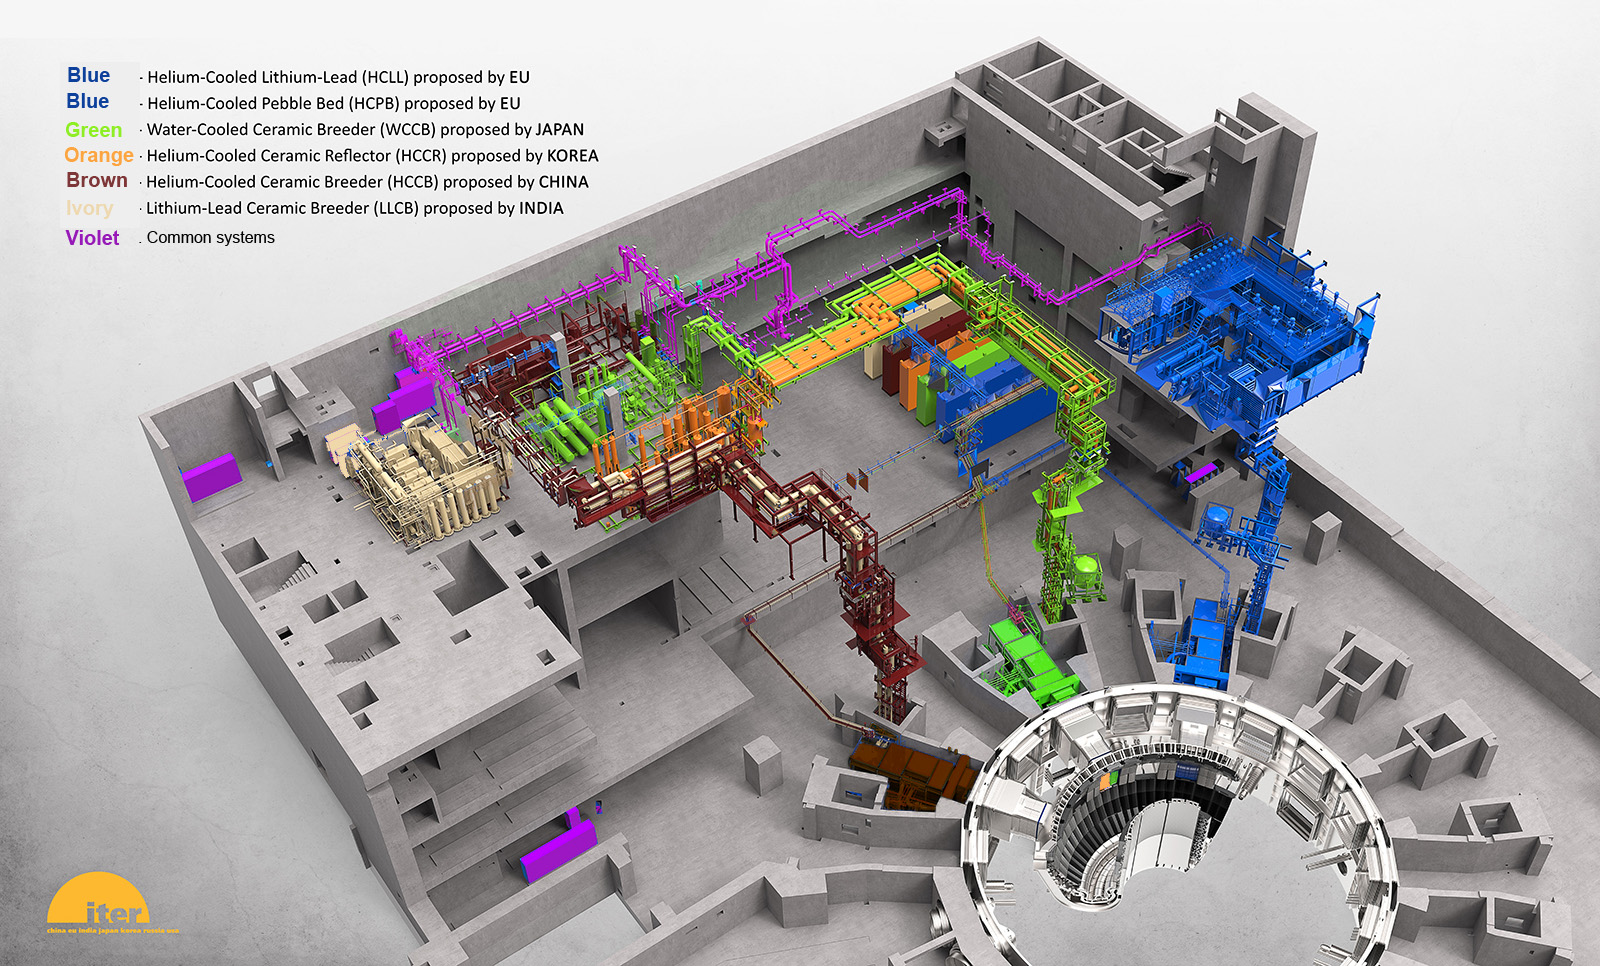 Blue · Helium-Cooled Lithium-Lead (HCLL) proposed by EU
Blue · Helium-Cooled Pebble Bed (HCPB) proposed by EU
Green · Water-Cooled Ceramic Breeder (WCCB) proposed by JAPAN
Orange · Helium-Cooled Ceramic Reflector (HCCR) proposed by KOREA
Brown · Helium-Cooled Ceramic Breeder (HCCB) proposed by CHINA
Ivory · Lithium-Lead Ceramic Breeder (LLCB) proposed by INDIA
Violet . Common systems
iter
china eu india japan korea russia usa